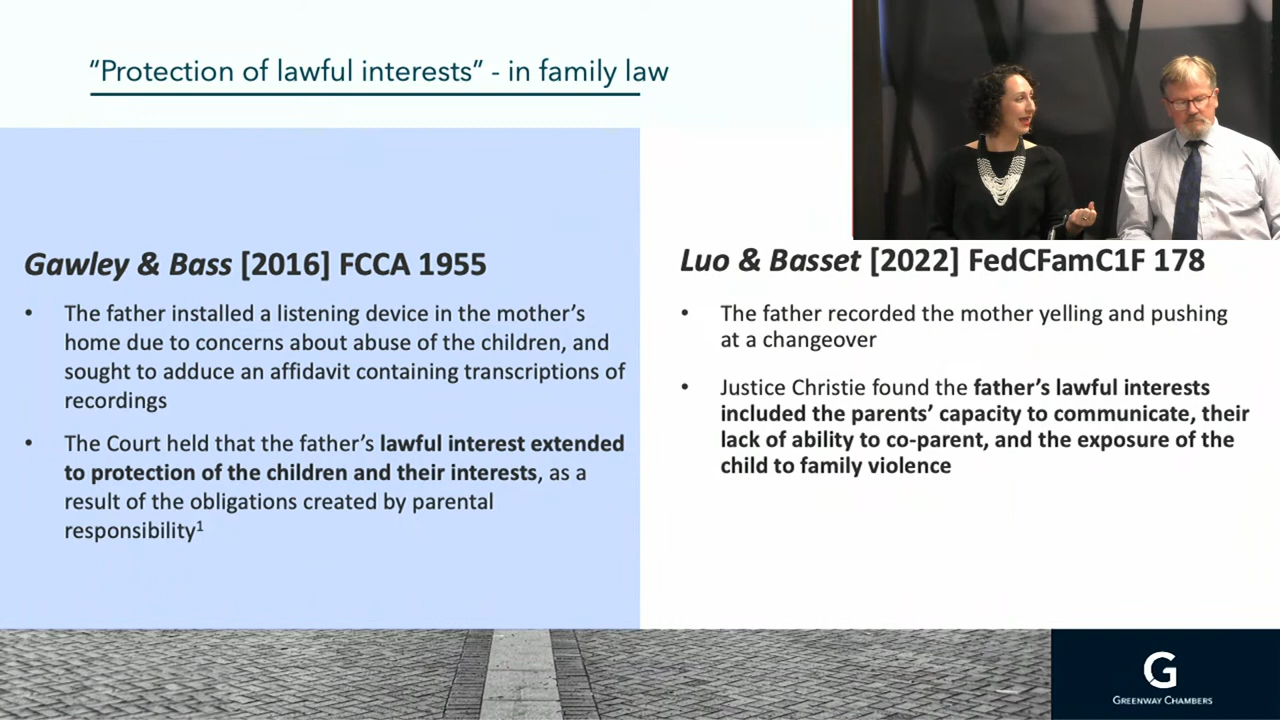 “Protection of lawful interests” - in family law
Gawley & Bass [2016] FCCA 1955
• The father installed a listening device in the mother’s
home due to concerns about abuse of the children, and
sought to adduce an affidavit containing transcriptions of
recordings
• The Court held that the father’s lawful interest extended
to protection of the children and their interests, as a
result of the obligations created by parental
responsibility¹
Luo & Basset [2022] FedCFamC1F 178
• The father recorded the mother yelling and pushing
at a changeover
• Justice Christie found the father’s lawful interests
included the parents’ capacity to communicate, their
lack of ability to co-parent, and the exposure of the
child to family violence
G
GREENWAY CHAMBERS